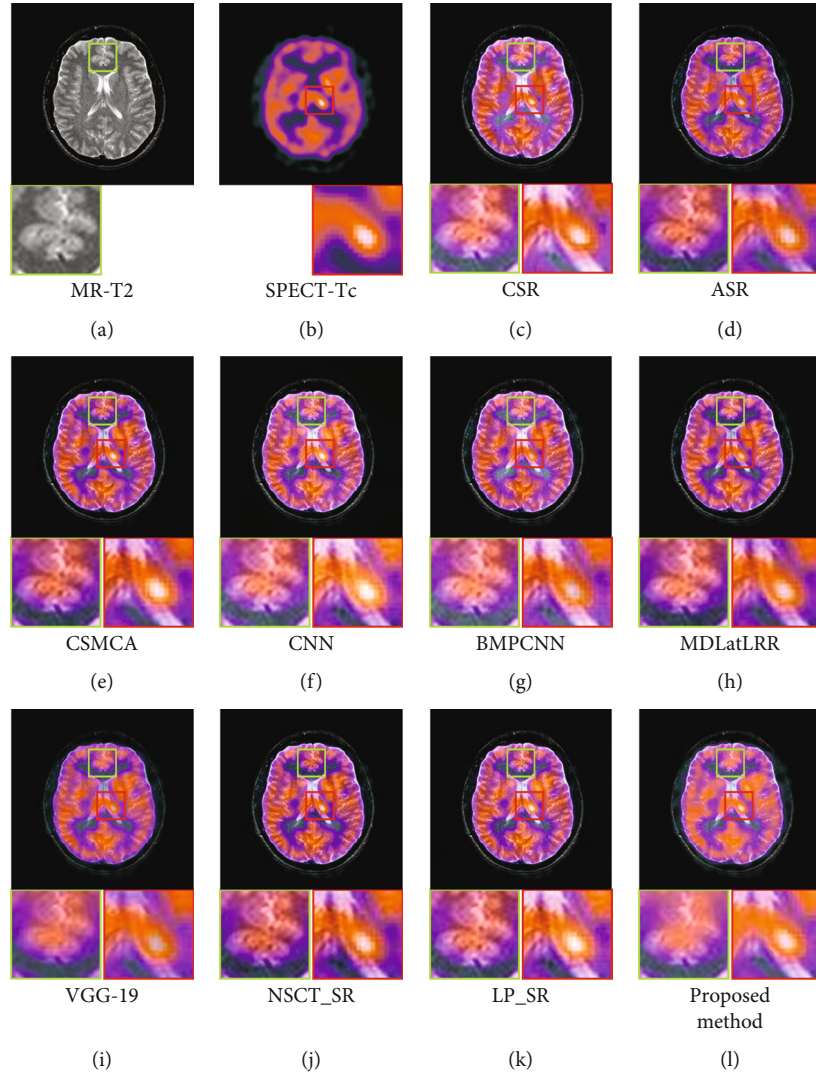 MR-T2
SPECT-Tc
CSR
ASR
(a)
(b)
(c)
(d)
CSMCA
CNN
BMPCNN
MDLatLRR
(e)
(f)
(g)
(h)
VGG-19
NSCT_SR
LP_SR
Proposed
method
(i)
(j)
(k)
(l)